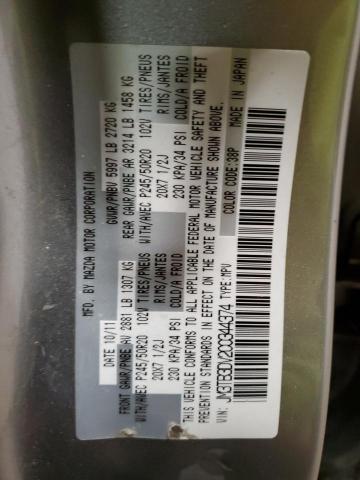 MFD. BY MAZDA MOTOR CORPORATION
DATE 10/11 GVWR/PNBV 5997 LB 2720 KG
FRONT GAWR/PNBE AV 2881 LB 1307 KG REAR GAWR/PNBE AR 3214 LB 1458 KG
WITH/AVEC P245/50R20 102V TIRES/PNEUS WITH/AVEC P245/50R20 102V TIRES/PNEUS
20X7 1/2J RIMS/JANTES 20X7 1/2J RIMS/JANTES
230 KPA/34 PSI COLD/A FROID 230 KPA/34 PSI COLD/A FROID
THIS VEHICLE CONFORMS TO ALL APPLICABLE FEDERAL MOTOR VEHICLE SAFETY AND THEFT
PREVENTION STANDARDS IN EFFECT ON THE DATE OF MANUFACTURE SHOWN ABOVE.
COLOR CODE:38P MADE IN JAPAN
VIN: JM3TB3DV2C0344374 TYPE:MPV